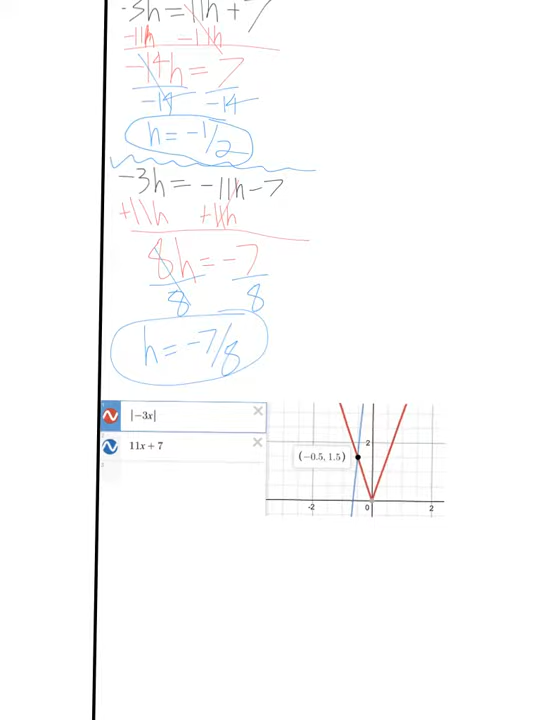 -3h = 11h + 7
-11h -11h
-14h = 7
-14 -14
h = -1/2
-3h = -11h - 7
+11h +11h
8h = -7
8 8
h = -7/8
|−3x|
11x + 7
(−0.5, 1.5)
2
-2 0 2